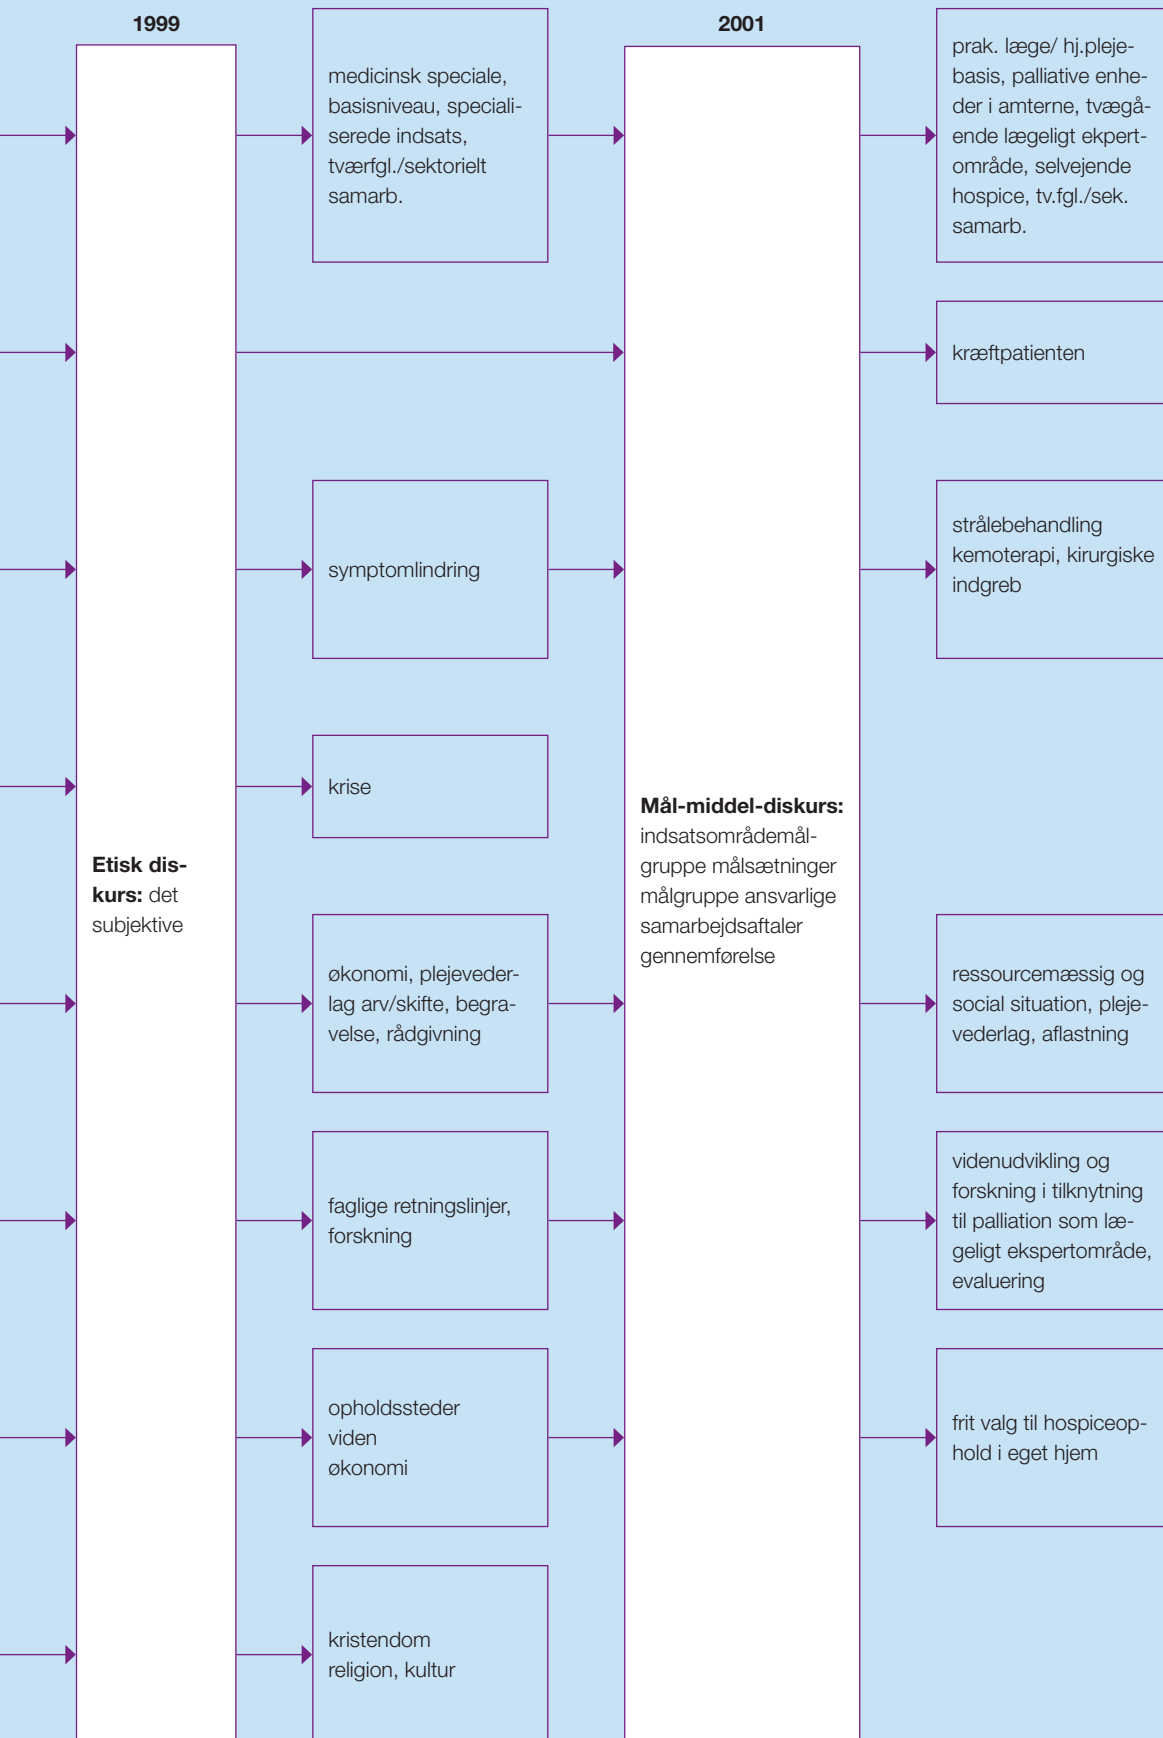 1999
2001
medicinsk speciale,
basisniveau, speciali-
serede indsats,
tværfgl./sektorielt
samarb.
prak. læge/ hj.pleje-
basis, palliative enhe-
der i amterne, tvægå-
ende lægeligt ekpert-
område, selvejende
hospice, tv.fgl./sek.
samarb.
kræftpatienten
symptomlindring
strålebehandling
kemoterapi, kirurgiske
indgreb
krise
Etisk dis-
kurs: det
subjektive
Mål-middel-diskurs:
indsatsområdemål-
gruppe målsætninger
målgruppe ansvarlige
samarbejdsaftaler
gennemførelse
økonomi, plejeveder-
lag arv/skifte, begra-
velse, rådgivning
ressourcemæssig og
social situation, pleje-
vederlag, aflastning
faglige retningslinjer,
forskning
videnudvikling og
forskning i tilknytning
til palliation som læ-
geligt ekspertområde,
evaluering
opholdssteder
viden
økonomi
frit valg til hospiceop-
hold i eget hjem
kristendom
religion, kultur